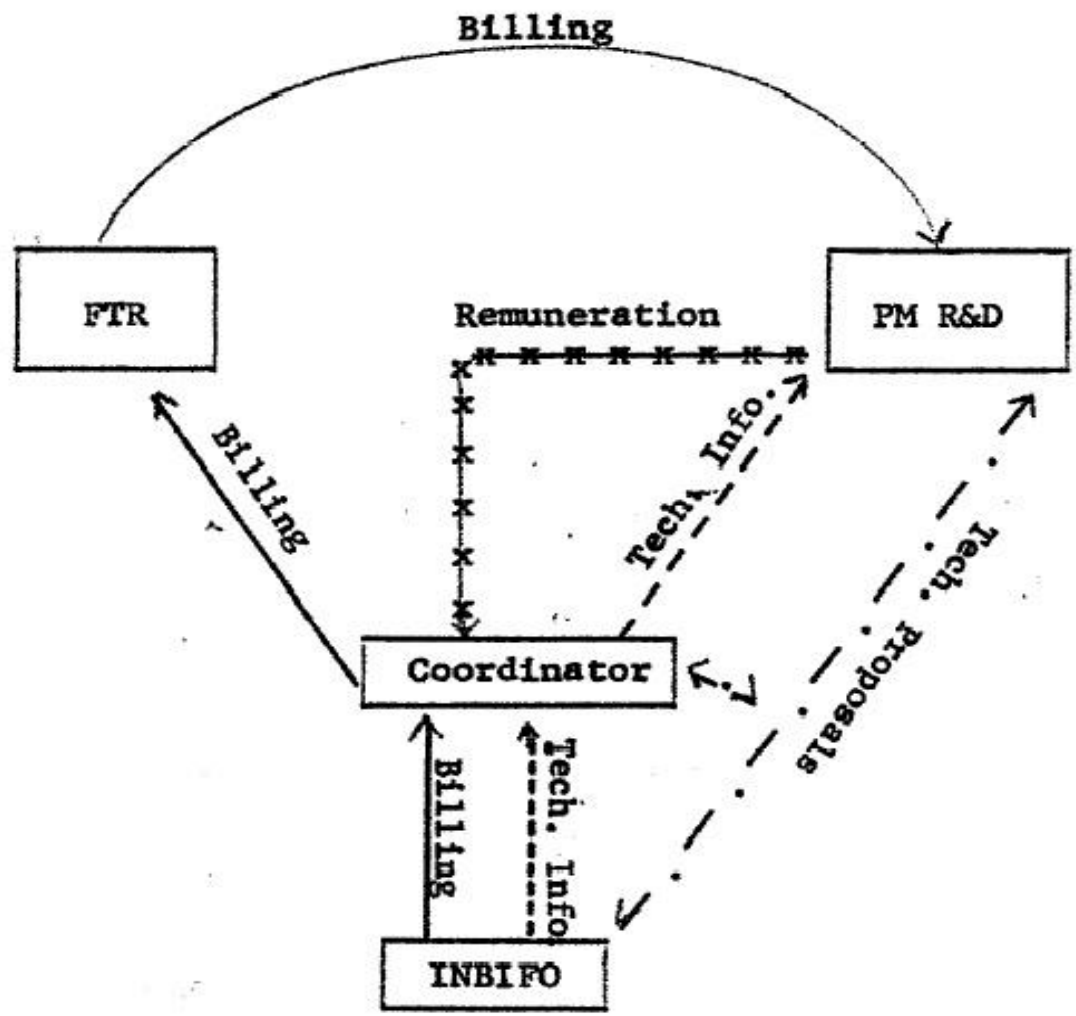 Billing
FTR
PM R&D
Remuneration
Billing
Tech. Info.
Tech. Proposals
Coordinator
Billing
Tech. Info.
INBIFO